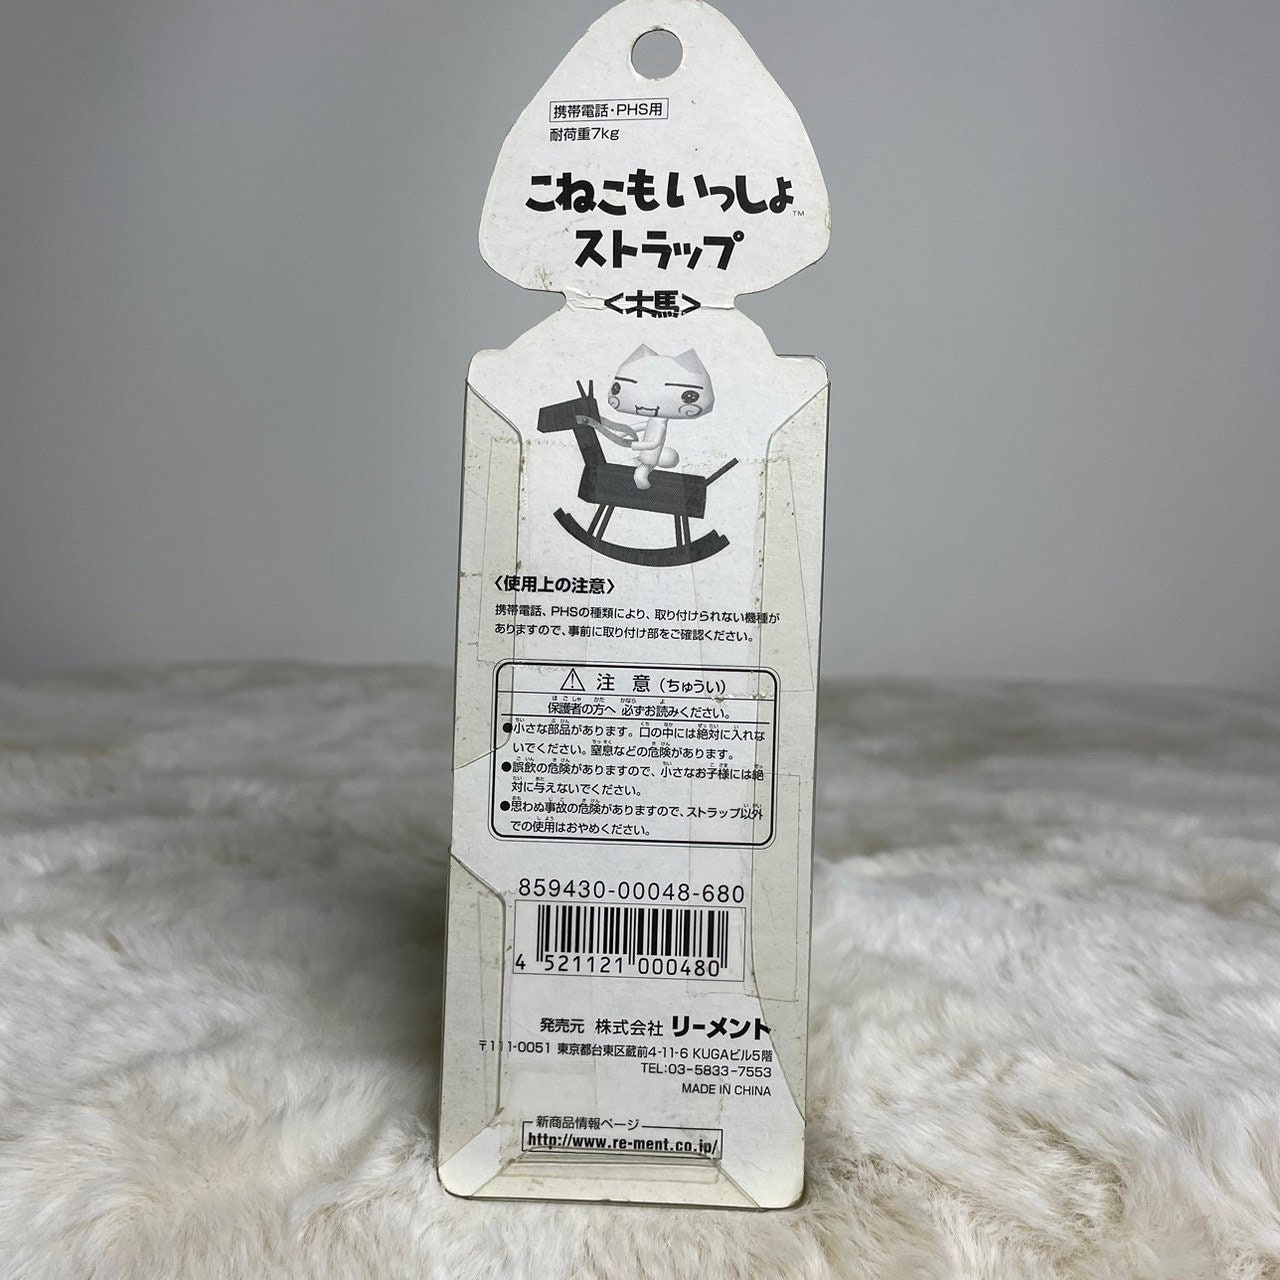 携帯電話・PHS用
耐荷重7kg
こねこもいっしょ™
ストラップ
<木馬>
〈使用上の注意〉
携帯電話、PHSの種類により、取り付けられない機種が
ありますので、事前に取り付け部をご確認ください。
⚠ 注 意 (ちゅうい)
保護者の方へ 必ずお読みください。
●小さな部品があります。口の中には絶対に入れな
いでください。窒息などの危険があります。
●誤飲の危険がありますので、小さなお子様には絶
対に与えないでください。
●思わぬ事故の危険がありますので、ストラップ以外
での使用はおやめください。
859430-00048-680
4 521121 000480
発売元 株式会社 リーメント
〒111-0051 東京都台東区蔵前4-11-6 KUGAビル5階
TEL:03-5833-7553
MADE IN CHINA
新商品情報ページ
http://www.re-ment.co.jp/